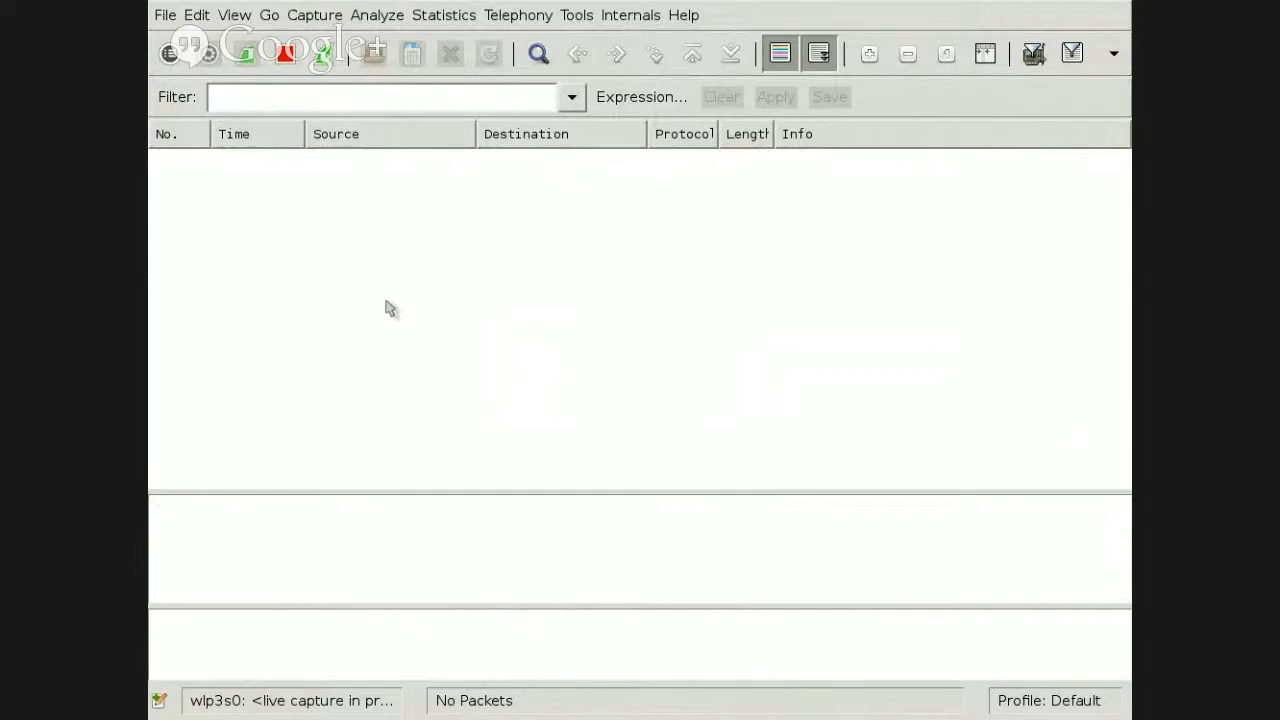 File Edit View Go Capture Analyze Statistics Telephony Tools Internals Help
Google+
Filter: Expression... Clear Apply Save
No. Time Source Destination Protocol Length Info
wlp3s0: <live capture in pr... No Packets Profile: Default